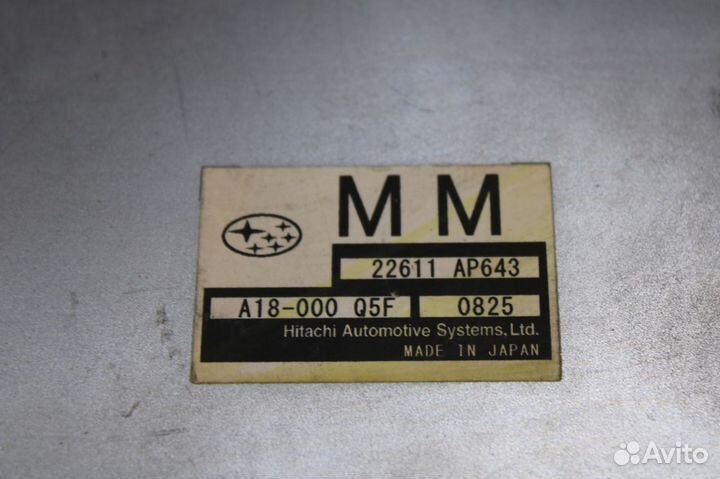 MM
22611 AP643
A18-000 Q5F 0825
Hitachi Automotive Systems, Ltd.
MADE IN JAPAN
Avito